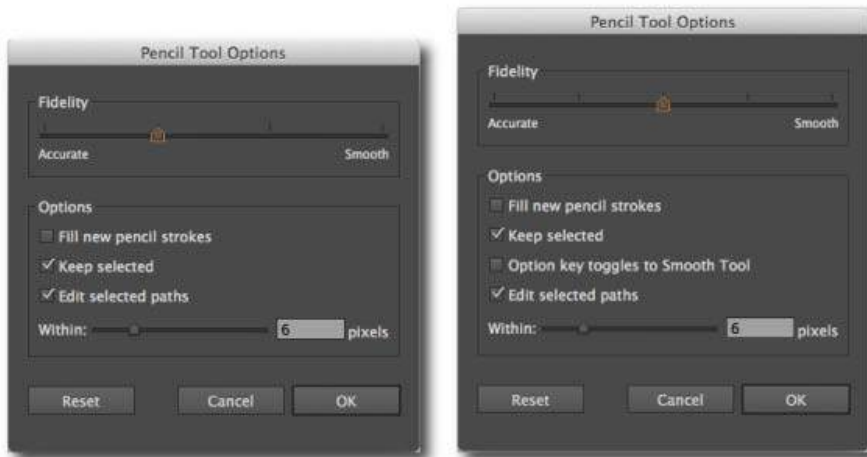 Pencil Tool Options
Fidelity
Accurate Smooth
Options
Fill new pencil strokes
Keep selected
Edit selected paths
Within: 6 pixels
Reset Cancel OK
Pencil Tool Options
Fidelity
Accurate Smooth
Options
Fill new pencil strokes
Keep selected
Option key toggles to Smooth Tool
Edit selected paths
Within: 6 pixels
Reset Cancel OK